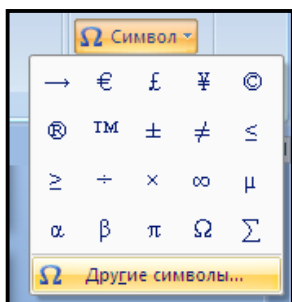 Ω Символ
→ € £ ¥ ©
® ™ ± ≠ ≤
≥ ÷ × ∞ µ
α β π Ω ∑
Ω Другие символы...